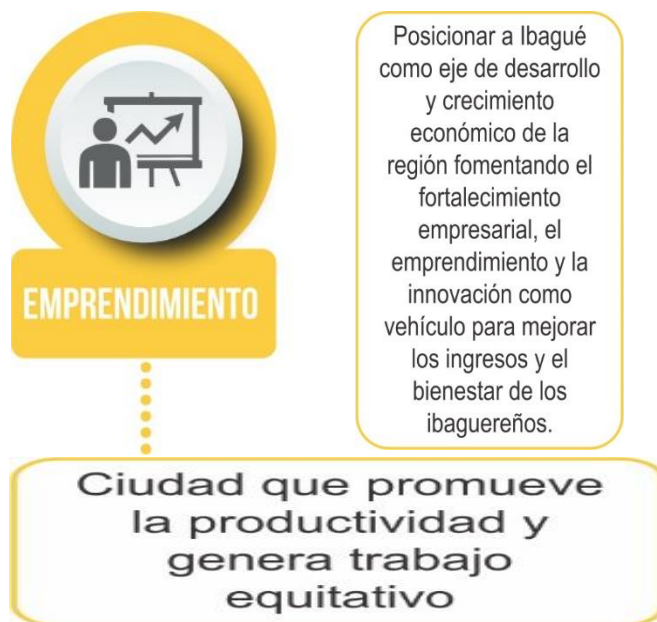 EMPRENDIMIENTO
Posicionar a Ibagué
como eje de desarrollo
y crecimiento
económico de la
región fomentando el
fortalecimiento
empresarial, el
emprendimiento y la
innovación como
vehículo para mejorar
los ingresos y el
bienestar de los
ibaguereños.
Ciudad que promueve
la productividad y
genera trabajo
equitativo